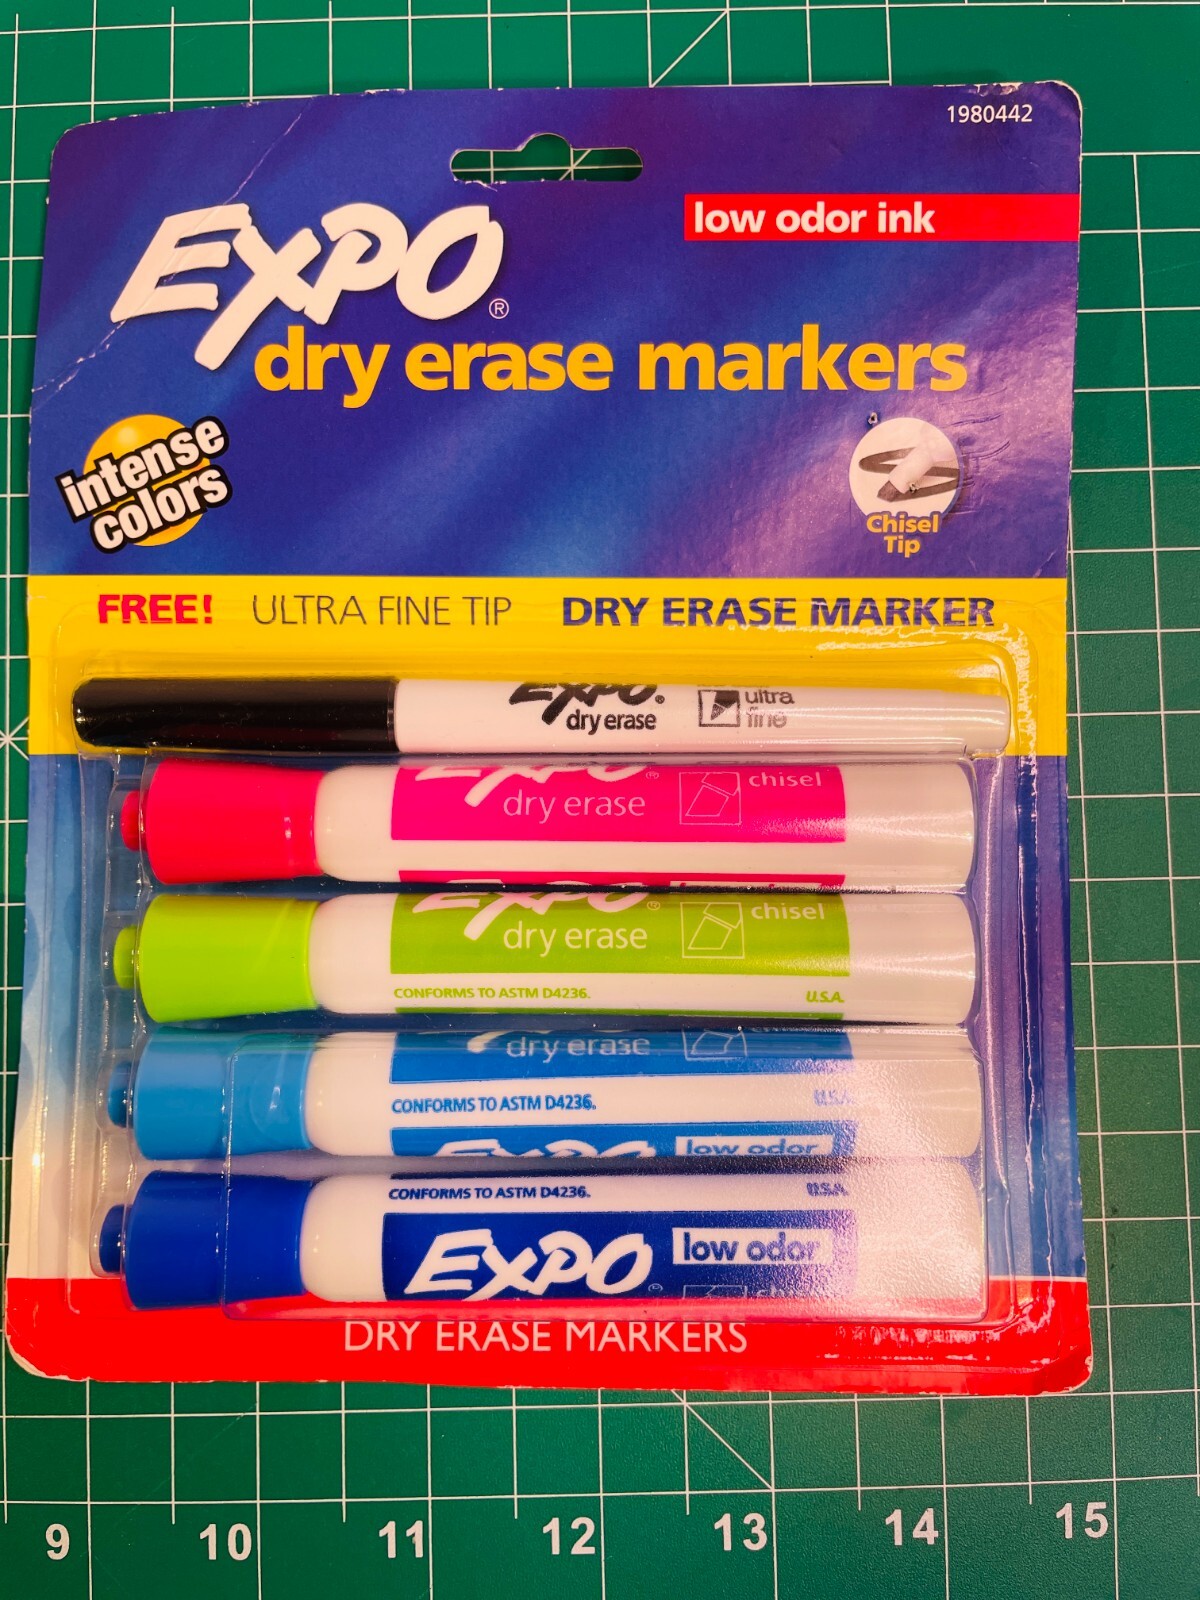 1980442
low odor ink
EXPO®
dry erase markers
intense
colors
Chisel
Tip
FREE! ULTRA FINE TIP DRY ERASE MARKER
EXPO®
dry erase
ultra
fine
EXPO® chisel
dry erase
EXPO chisel
dry erase
CONFORMS TO ASTM D4236. U.S.A.
dry erase
CONFORMS TO ASTM D4236. U.S.A.
EXPO low odor
CONFORMS TO ASTM D4236. U.S.A.
EXPO low odor
DRY ERASE MARKERS
9 10 11 12 13 14 15